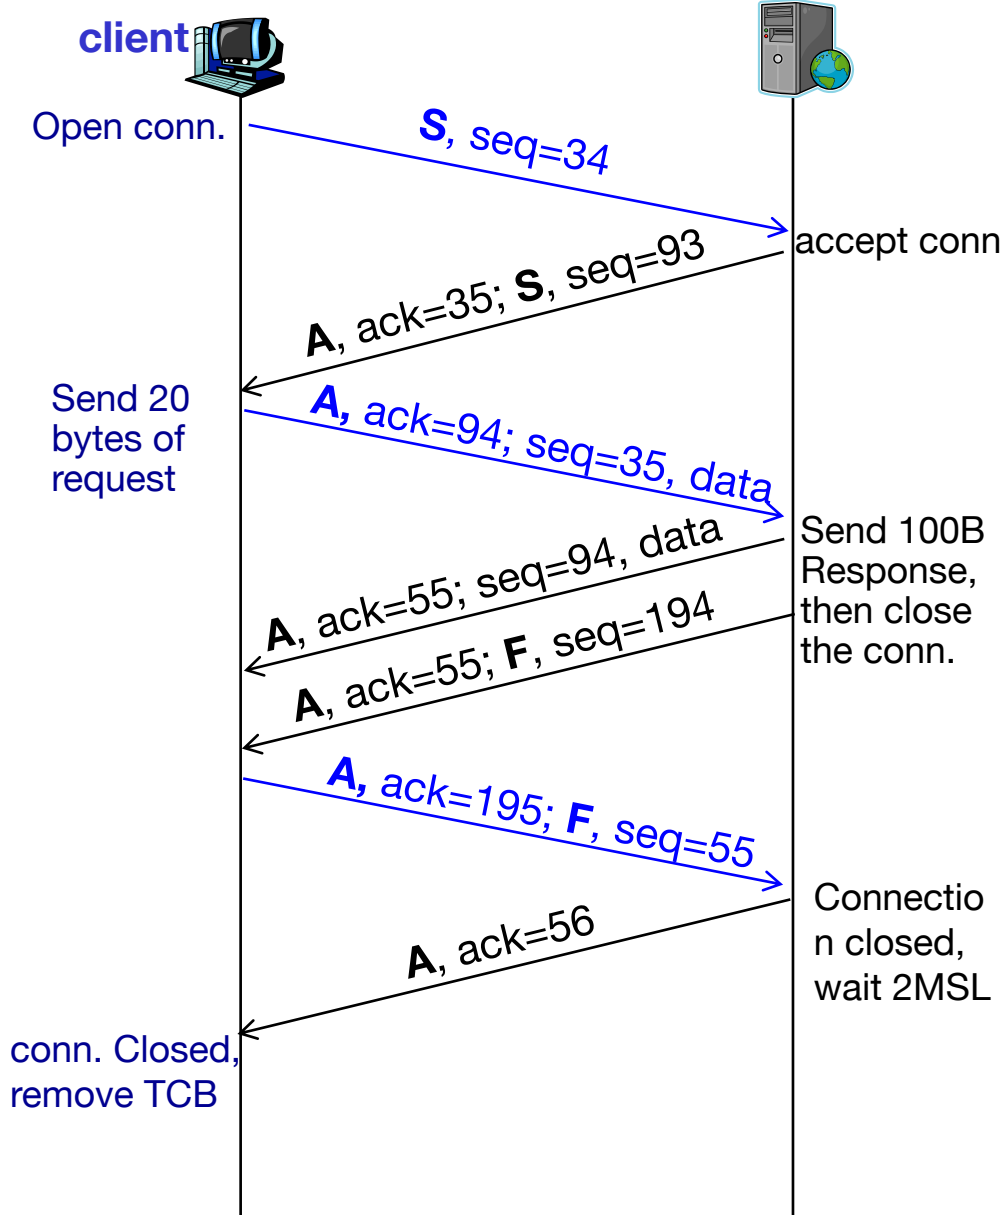 client
Open conn.
S, seq=34
accept conn
A, ack=35; S, seq=93
Send 20
bytes of
request
A, ack=94; seq=35, data
Send 100B
Response,
then close
the conn.
A, ack=55; seq=94, data
A, ack=55; F, seq=194
A, ack=195; F, seq=55
Connectio
n closed,
wait 2MSL
A, ack=56
conn. Closed,
remove TCB